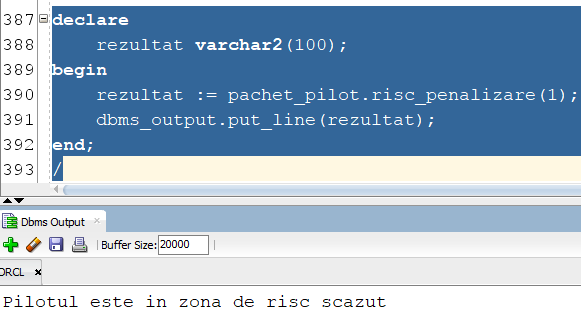 387 declare
388 rezultat varchar2(100);
389 begin
390 rezultat := pachet_pilot.risc_penalizare(1);
391 dbms_output.put_line(rezultat);
392 end;
393 /
Dbms Output ×
Buffer Size: 20000
ORCL ×
Pilotul este in zona de risc scazut